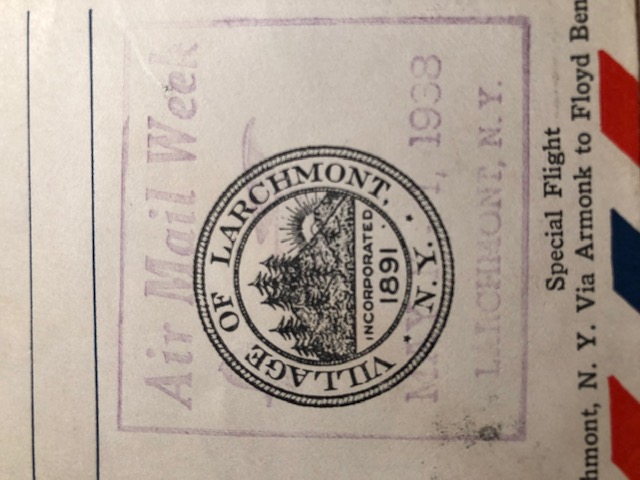 Air Mail Week
VILLAGE OF LARCHMONT, N.Y.
INCORPORATED
1891
1938
LARCHMONT, N.Y.
Special Flight
hmont, N. Y. Via Armonk to Floyd Ben